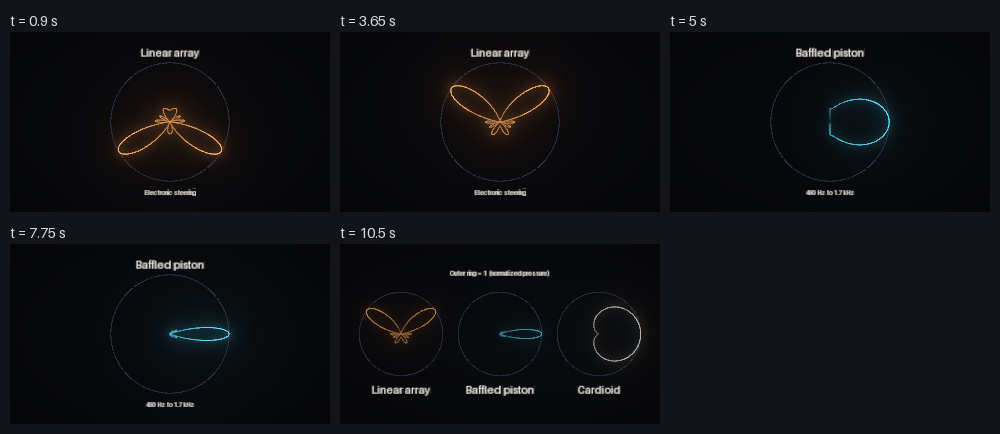 t = 0.9 s
Linear array
Electronic steering
t = 3.65 s
Linear array
Electronic steering
t = 5 s
Baffled piston
480 Hz to 1.7 kHz
t = 7.75 s
Baffled piston
480 Hz to 1.7 kHz
t = 10.5 s
Outer ring = 1 (normalized pressure)
Linear array
Baffled piston
Cardioid